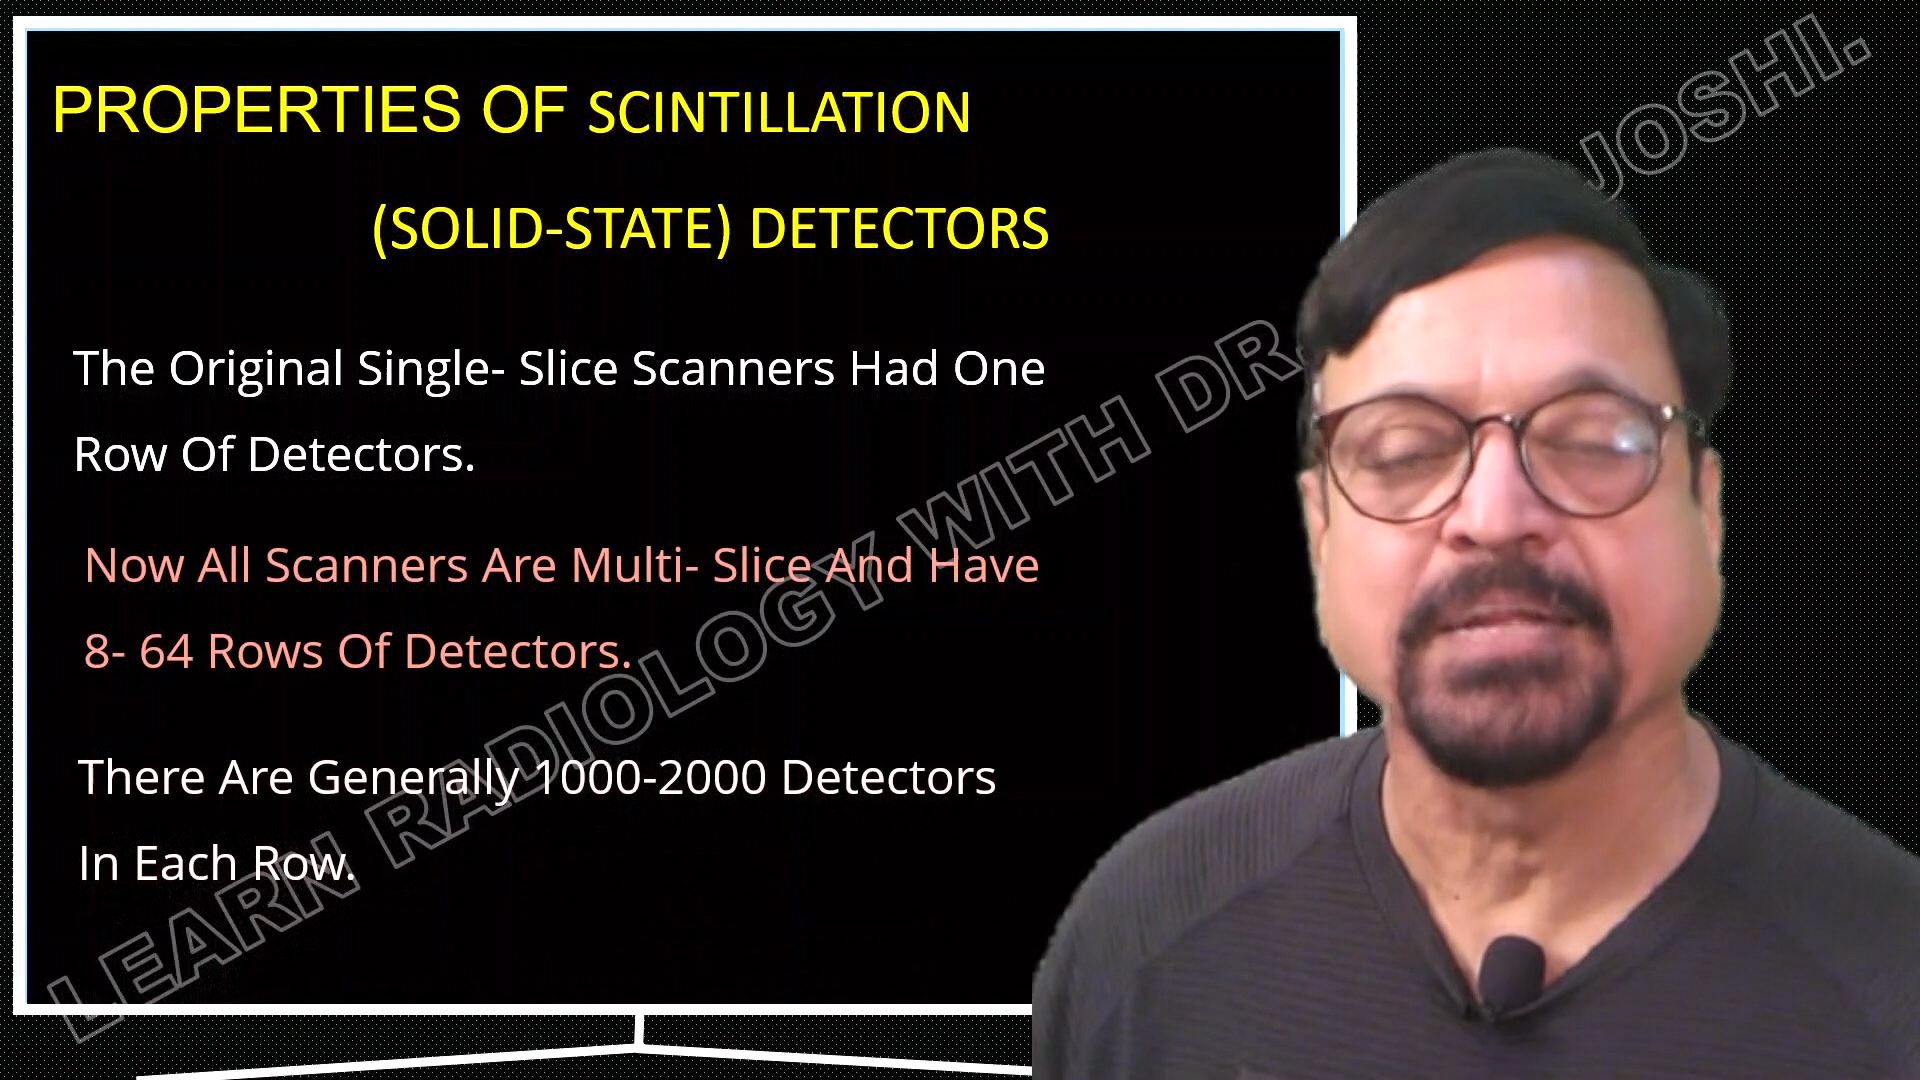 PROPERTIES OF SCINTILLATION
(SOLID-STATE) DETECTORS
The Original Single- Slice Scanners Had One
Row Of Detectors.
Now All Scanners Are Multi- Slice And Have
8- 64 Rows Of Detectors.
There Are Generally 1000-2000 Detectors
In Each Row.
LEARN RADIOLOGY WITH DR. JOSHI.